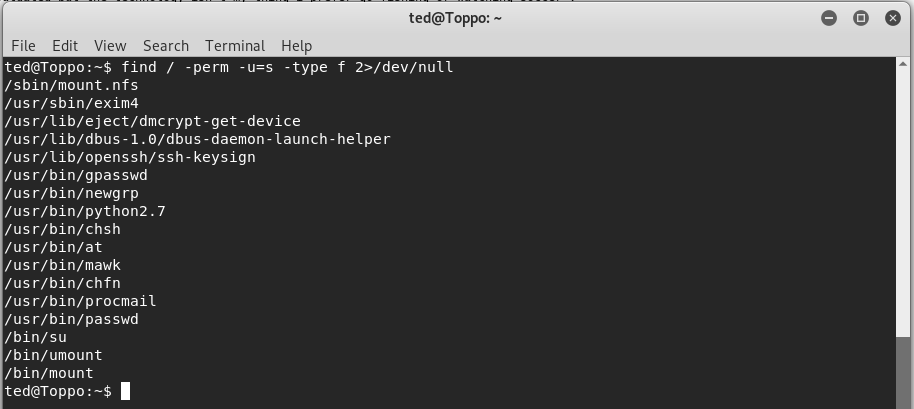 ted@Toppo: ~
File Edit View Search Terminal Help
ted@Toppo:~$ find / -perm -u=s -type f 2>/dev/null
/sbin/mount.nfs
/usr/sbin/exim4
/usr/lib/eject/dmcrypt-get-device
/usr/lib/dbus-1.0/dbus-daemon-launch-helper
/usr/lib/openssh/ssh-keysign
/usr/bin/gpasswd
/usr/bin/newgrp
/usr/bin/python2.7
/usr/bin/chsh
/usr/bin/at
/usr/bin/mawk
/usr/bin/chfn
/usr/bin/procmail
/usr/bin/passwd
/bin/su
/bin/umount
/bin/mount
ted@Toppo:~$